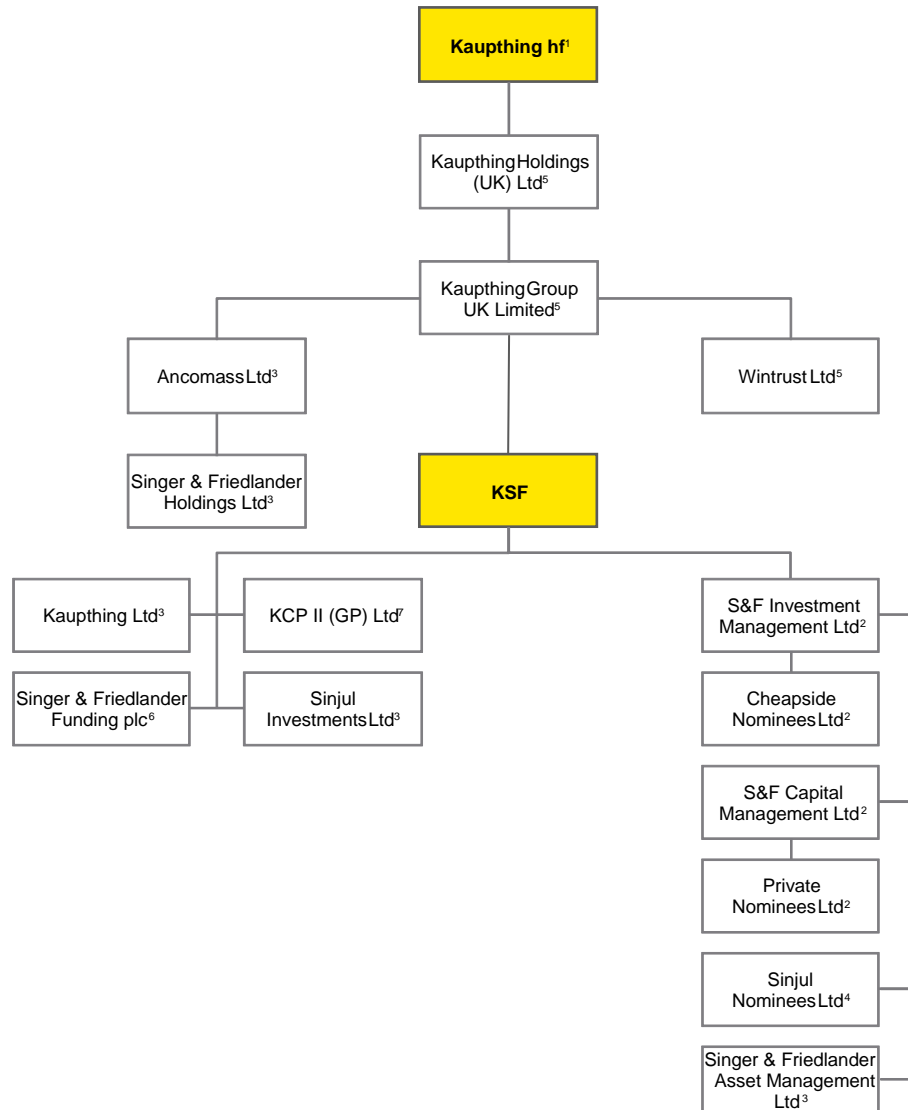 Kaupthing hf¹
Kaupthing Holdings
(UK) Ltd⁵
Kaupthing Group
UK Limited⁵
Ancomass Ltd³
Wintrust Ltd⁵
Singer & Friedlander
Holdings Ltd³
KSF
Kaupthing Ltd³
KCP II (GP) Ltd⁷
S&F Investment
Management Ltd²
Singer & Friedlander
Funding plc⁶
Sinjul
Investments Ltd³
Cheapside
Nominees Ltd²
S&F Capital
Management Ltd²
Private
Nominees Ltd²
Sinjul
Nominees Ltd⁴
Singer & Friedlander
Asset Management
Ltd³